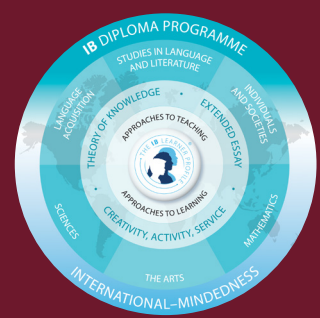 IB DIPLOMA PROGRAMME
STUDIES IN LANGUAGE
AND LITERATURE
LANGUAGE
ACQUISITION
INDIVIDUALS
AND SOCIETIES
THEORY OF KNOWLEDGE
EXTENDED ESSAY
APPROACHES TO TEACHING
THE IB LEARNER PROFILE
APPROACHES TO LEARNING
CREATIVITY, ACTIVITY, SERVICE
SCIENCES
MATHEMATICS
THE ARTS
INTERNATIONAL-MINDEDNESS